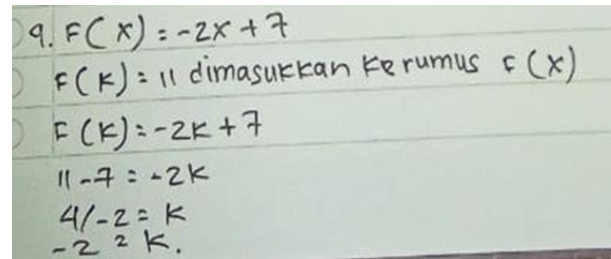 9. F(x) = -2x + 7
F(K) = 11 dimasukkan ke rumus F(x)
F(K) = -2K + 7
11 - 7 = -2K
4/-2 = K
-2 = K.